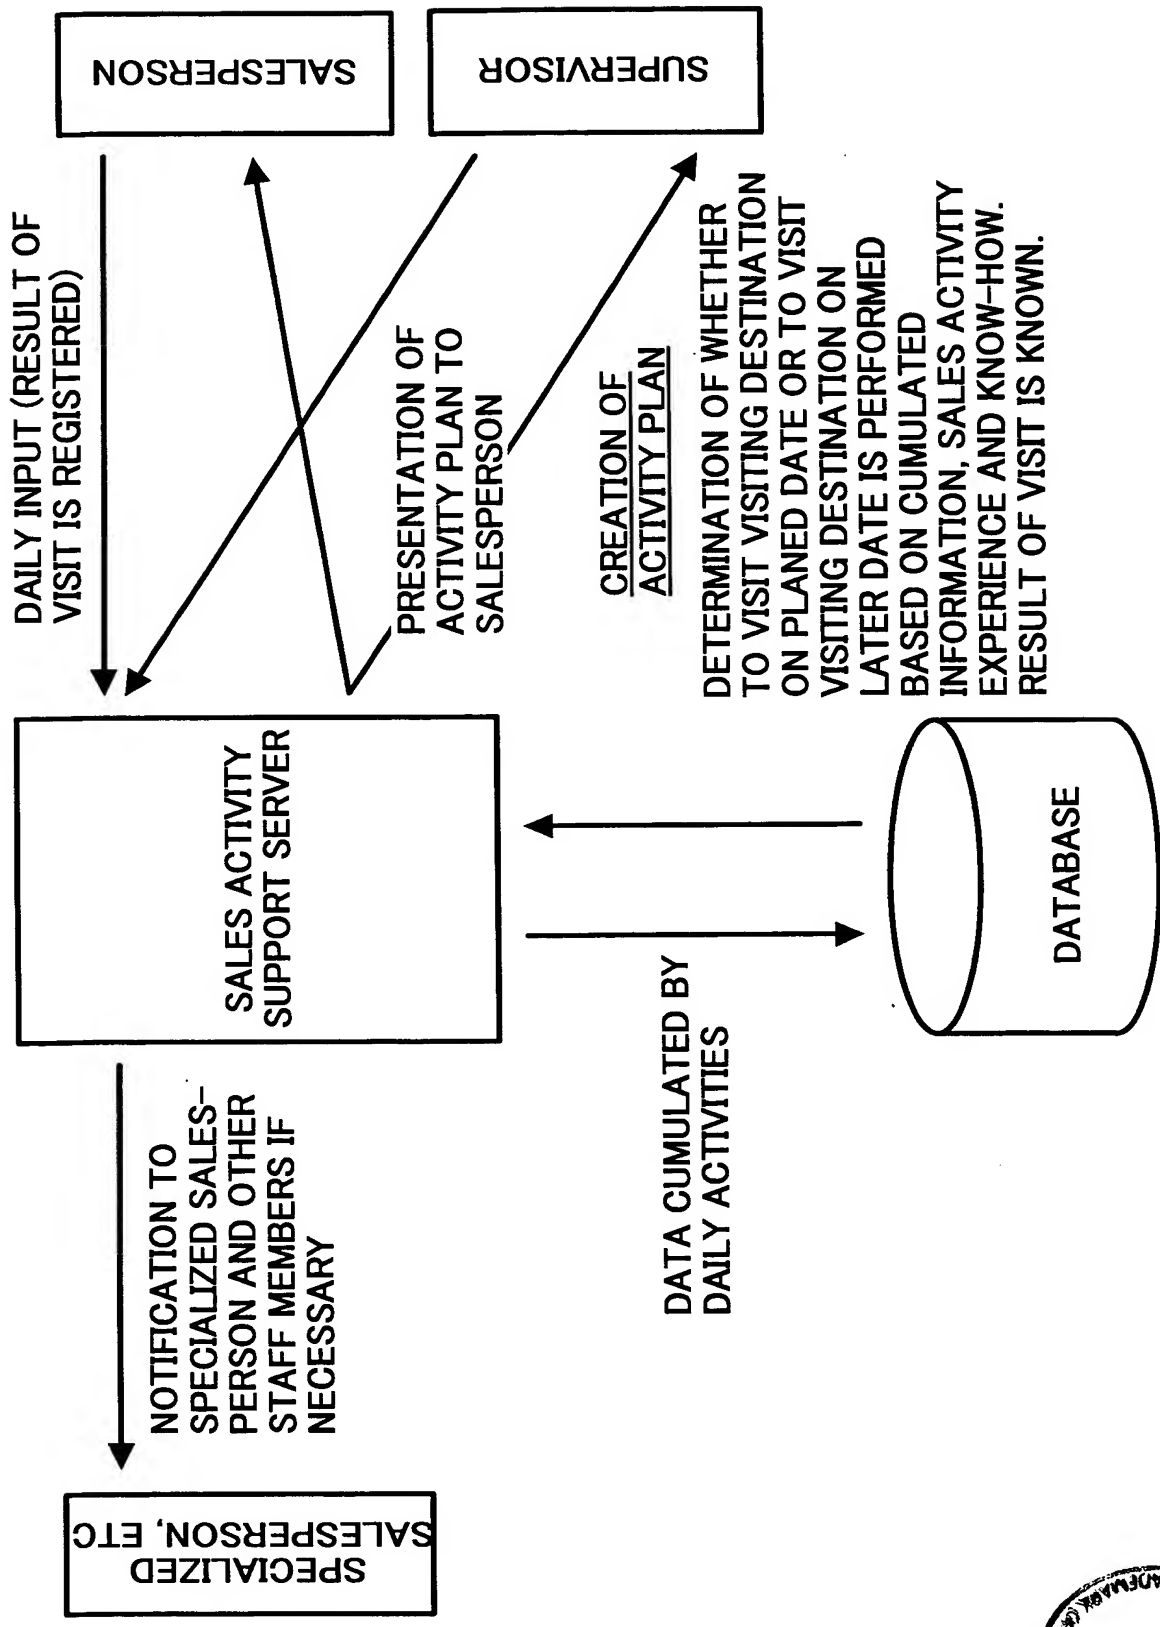 SPECIALIZED
SALESPERSON, ETC
NOTIFICATION TO
SPECIALIZED SALES-
PERSON AND OTHER
STAFF MEMBERS IF
NECESSARY
SALES ACTIVITY
SUPPORT SERVER
DAILY INPUT (RESULT OF
VISIT IS REGISTERED)
SALESPERSON
SUPERVISOR
PRESENTATION OF
ACTIVITY PLAN TO
SALESPERSON
CREATION OF
ACTIVITY PLAN
DETERMINATION OF WHETHER
TO VISIT VISITING DESTINATION
ON PLANED DATE OR TO VISIT
VISITING DESTINATION ON
LATER DATE IS PERFORMED
BASED ON CUMULATED
INFORMATION, SALES ACTIVITY
EXPERIENCE AND KNOW-HOW.
RESULT OF VISIT IS KNOWN.
DATA CUMULATED BY
DAILY ACTIVITIES
DATABASE